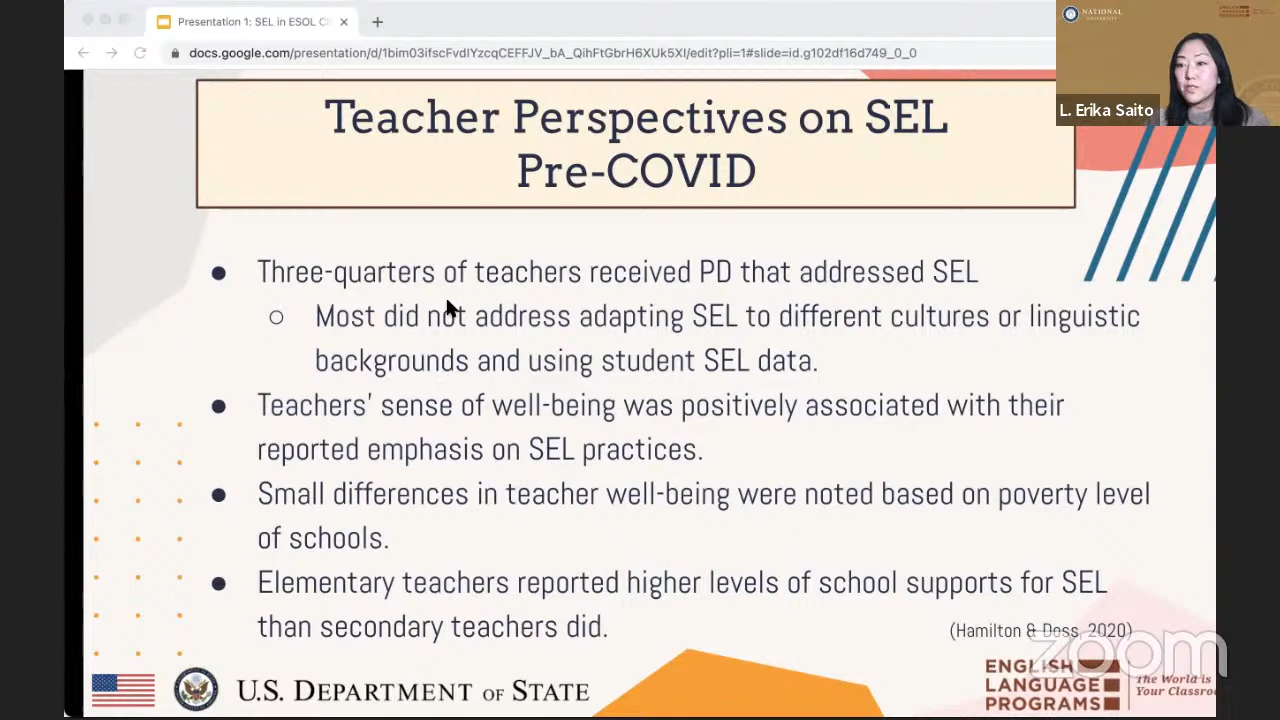 Presentation 1: SEL in ESOL Cl
docs.google.com/presentation/d/1bim03ifscFvdIYzcqCEFFJV_bA_QihFtGbrH6XUk5XI/edit?pli=1#slide=id.g102df16d749_0_0
NATIONAL
UNIVERSITY
L. Erika Saito
Teacher Perspectives on SEL
Pre-COVID
● Three-quarters of teachers received PD that addressed SEL
○ Most did not address adapting SEL to different cultures or linguistic
backgrounds and using student SEL data.
● Teachers' sense of well-being was positively associated with their
reported emphasis on SEL practices.
● Small differences in teacher well-being were noted based on poverty level
of schools.
● Elementary teachers reported higher levels of school supports for SEL
than secondary teachers did.
(Hamilton & Doss, 2020)
zoom
U.S. DEPARTMENT OF STATE
ENGLISH
LANGUAGE
PROGRAMS
The World is
Your Classroo